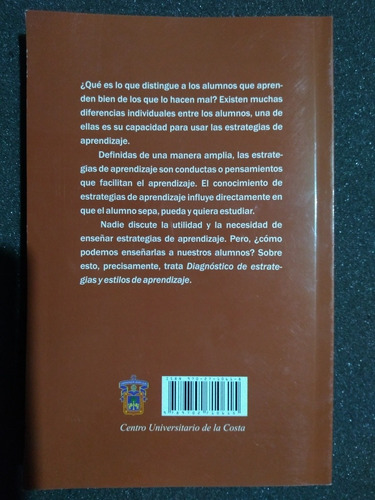 ¿Qué es lo que distingue a los alumnos que apren-
den bien de los que lo hacen mal? Existen muchas
diferencias individuales entre los alumnos, una de
ellas es su capacidad para usar las estrategias de
aprendizaje.
Definidas de una manera amplia, las estrate-
gias de aprendizaje son conductas o pensamientos
que facilitan el aprendizaje. El conocimiento de
estrategias de aprendizaje influye directamente en
en que el alumno sepa, pueda y quiera estudiar.
Nadie discute la utilidad y la necesidad de
enseñar estrategias de aprendizaje. Pero, ¿cómo
podemos enseñarlas a nuestros alumnos? Sobre
esto, precisamente, trata Diagnóstico de estrate-
gias y estilos de aprendizaje.
Centro Universitario de la Costa